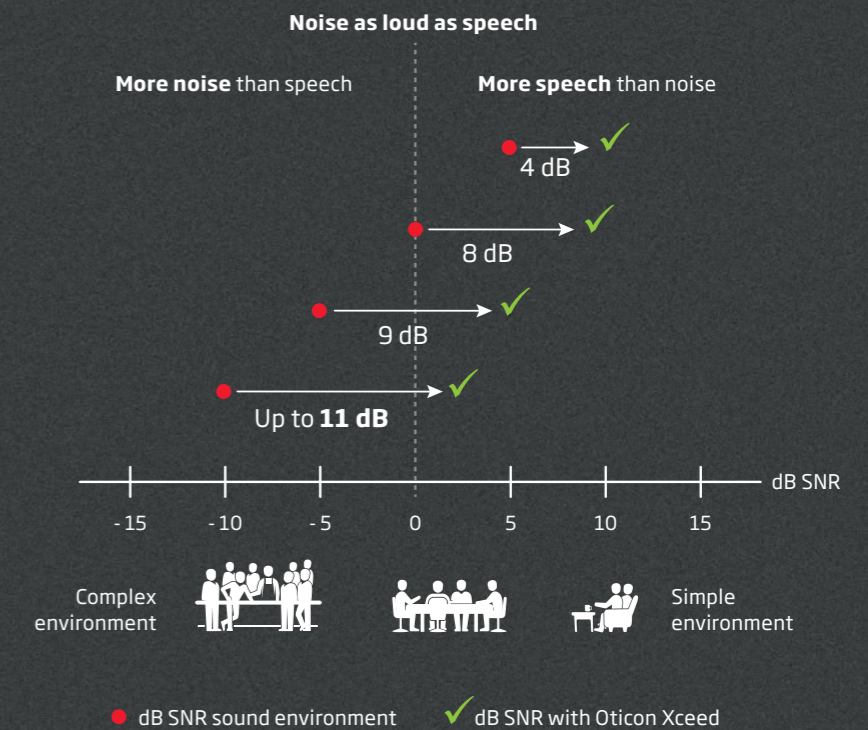 Noise as loud as speech
More noise than speech
More speech than noise
4 dB
8 dB
9 dB
Up to 11 dB
dB SNR
-15 -10 -5 0 5 10 15
Complex
environment
Simple
environment
dB SNR sound environment
dB SNR with Oticon Xceed